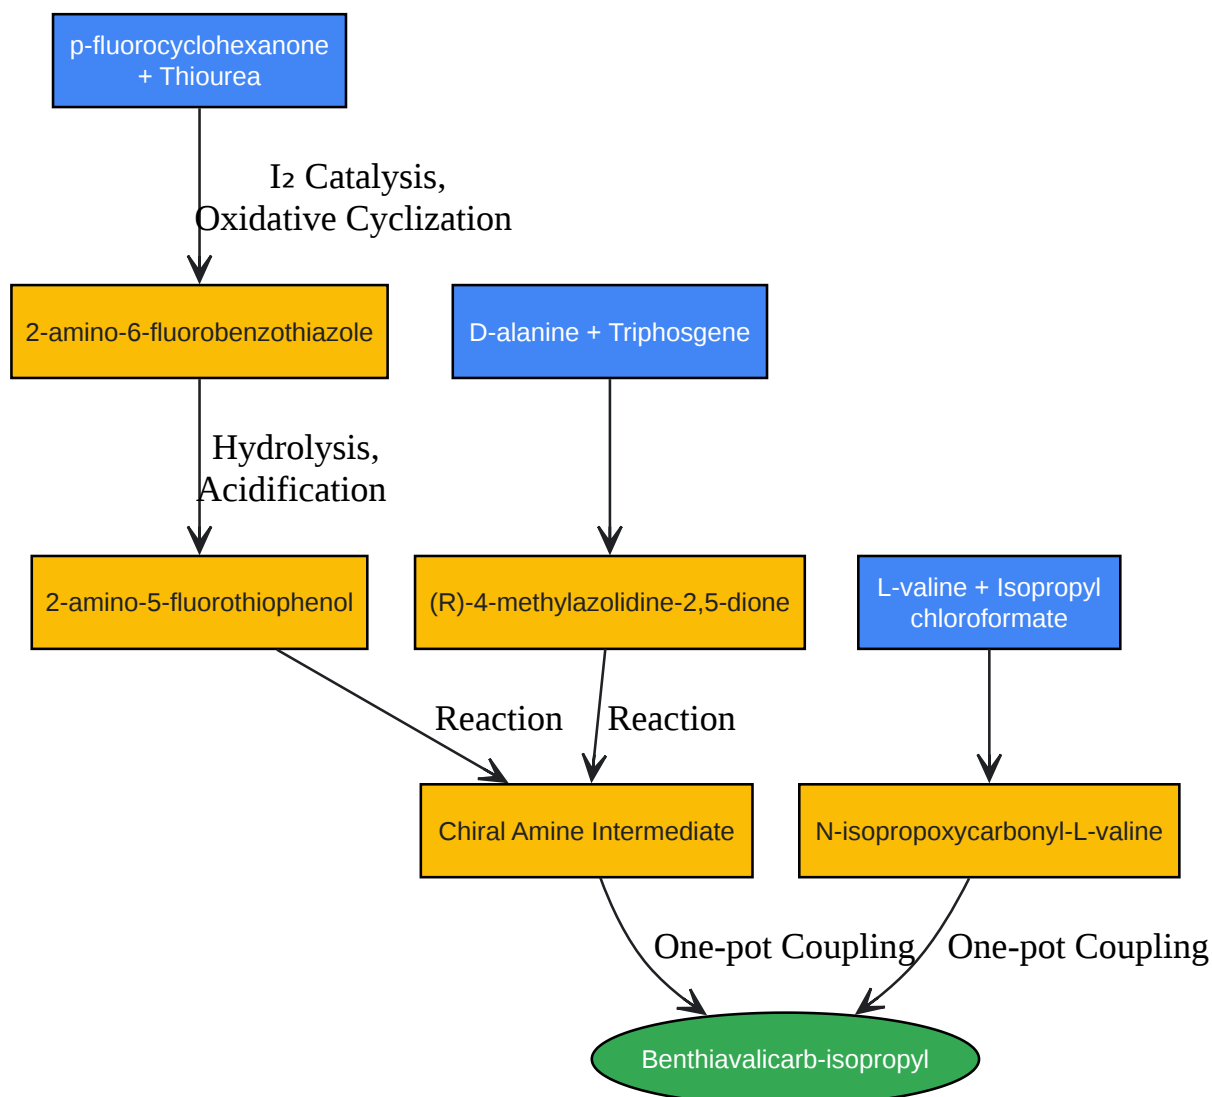 p-fluorocyclohexanone
+ Thiourea
I₂ Catalysis,
Oxidative Cyclization
2-amino-6-fluorobenzothiazole
D-alanine + Triphosgene
Hydrolysis,
Acidification
2-amino-5-fluorothiophenol
(R)-4-methylazolidine-2,5-dione
L-valine + Isopropyl
chloroformate
Reaction
Reaction
Chiral Amine Intermediate
N-isopropoxycarbonyl-L-valine
One-pot Coupling
One-pot Coupling
Benthiavalicarb-isopropyl